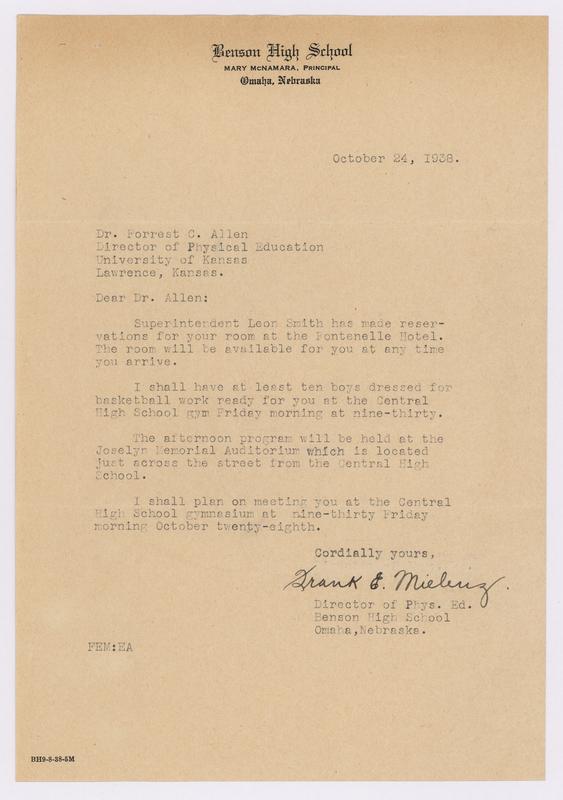 Benson High School
MARY McNAMARA, PRINCIPAL
Omaha, Nebraska
October 24, 1938.
Dr. Forrest C. Allen
Director of Physical Education
University of Kansas
Lawrence, Kansas.
Dear Dr. Allen:
Superintendent Leon Smith has made reser-
vations for your room at the Fontenelle Hotel.
The room will be available for you at any time
you arrive.
I shall have at least ten boys dressed for
basketball work ready for you at the Central
High School gym Friday morning at nine-thirty.
The afternoon program will be held at the
Joselyn Memorial Auditorium which is located
just across the street from the Central High
School.
I shall plan on meeting you at the Central
High School gymnasium at nine-thirty Friday
morning October twenty-eighth.
Cordially yours,
Frank E. Mielenz.
Director of Phys. Ed.
Benson High School
Omaha,Nebraska.
FEM:EA
BH9-8-38-5M